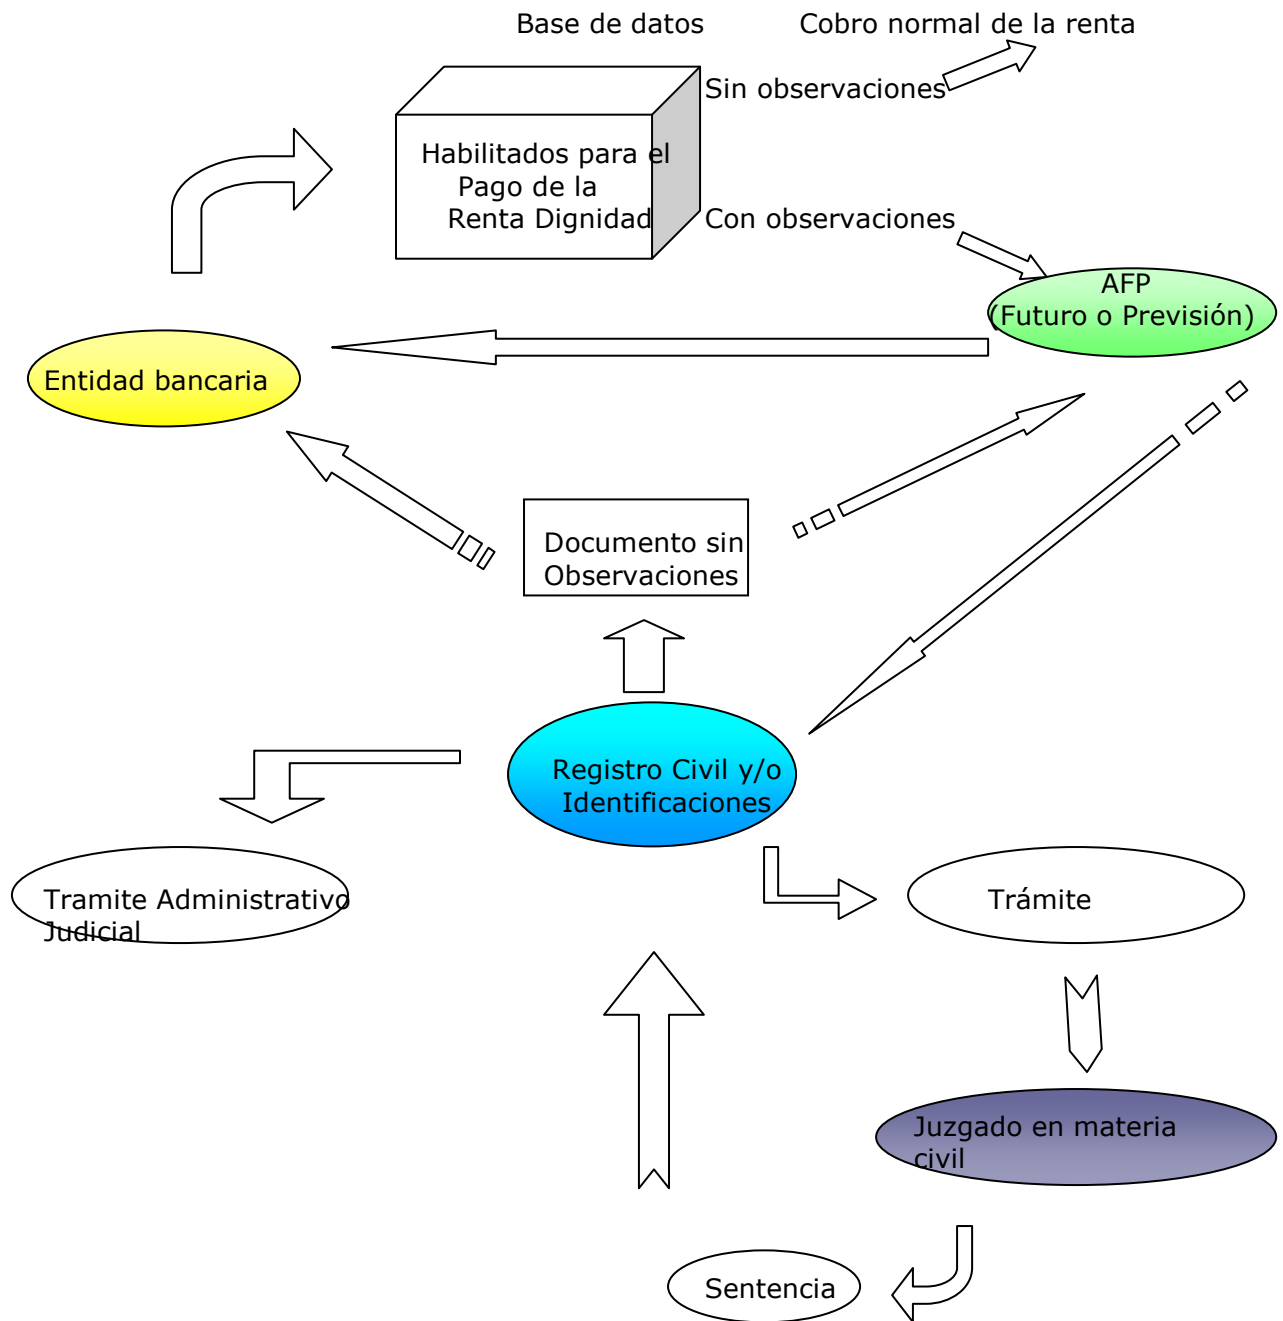 Base de datos
Cobro normal de la renta
Sin observaciones
Habilitados para el
Pago de la
Renta Dignidad
Con observaciones
AFP
(Futuro o Previsión)
Entidad bancaria
Documento sin
Observaciones
Registro Civil y/o
Identificaciones
Tramite Administrativo
Judicial
Trámite
Juzgado en materia
civil
Sentencia